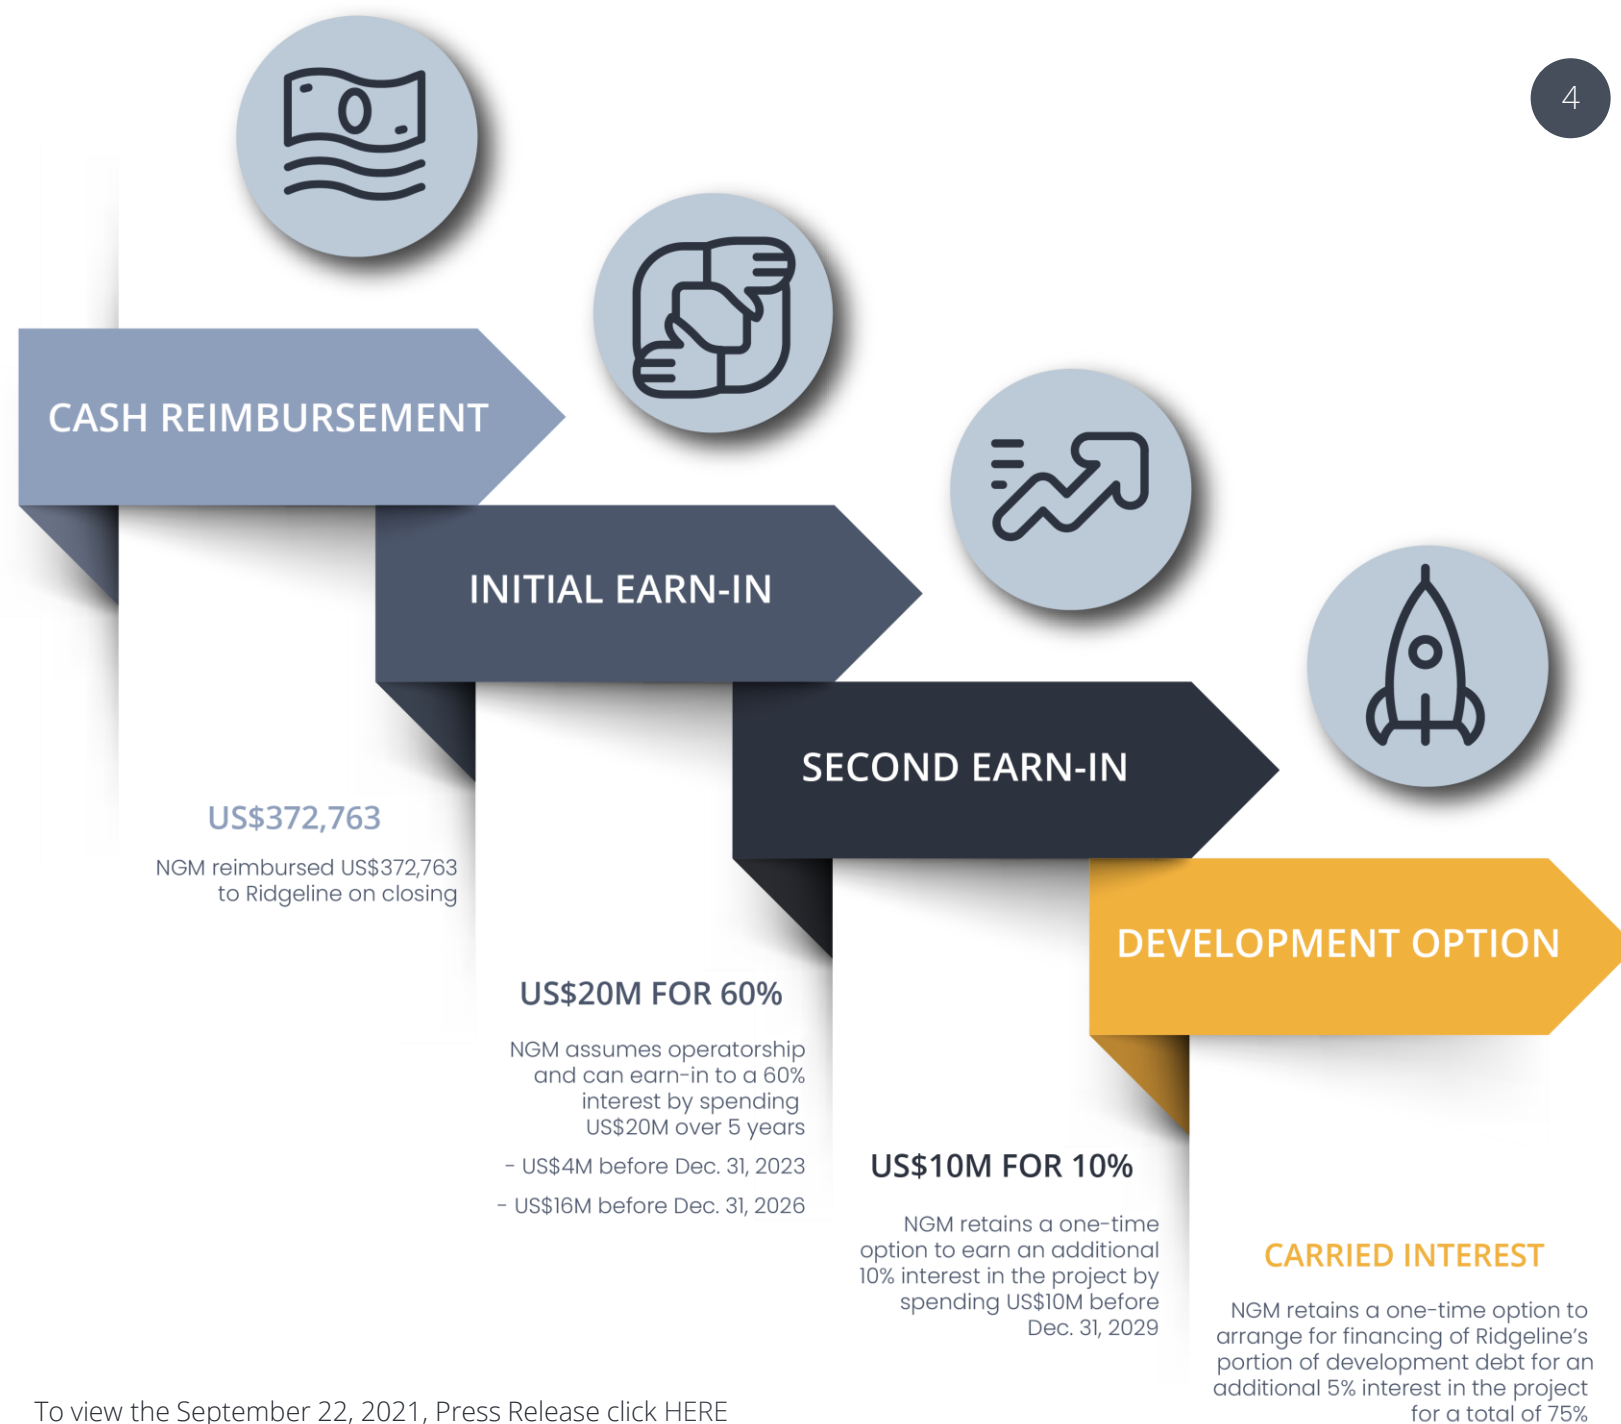 4
CASH REIMBURSEMENT
US$372,763
NGM reimbursed US$372,763
to Ridgeline on closing
INITIAL EARN-IN
US$20M FOR 60%
NGM assumes operatorship
and can earn-in to a 60%
interest by spending
US$20M over 5 years
- US$4M before Dec. 31, 2023
- US$16M before Dec. 31, 2026
SECOND EARN-IN
US$10M FOR 10%
NGM retains a one-time
option to earn an additional
10% interest in the project by
spending US$10M before
Dec. 31, 2029
DEVELOPMENT OPTION
CARRIED INTEREST
NGM retains a one-time option to
arrange for financing of Ridgeline’s
portion of development debt for an
additional 5% interest in the project
for a total of 75%
To view the September 22, 2021, Press Release click HERE